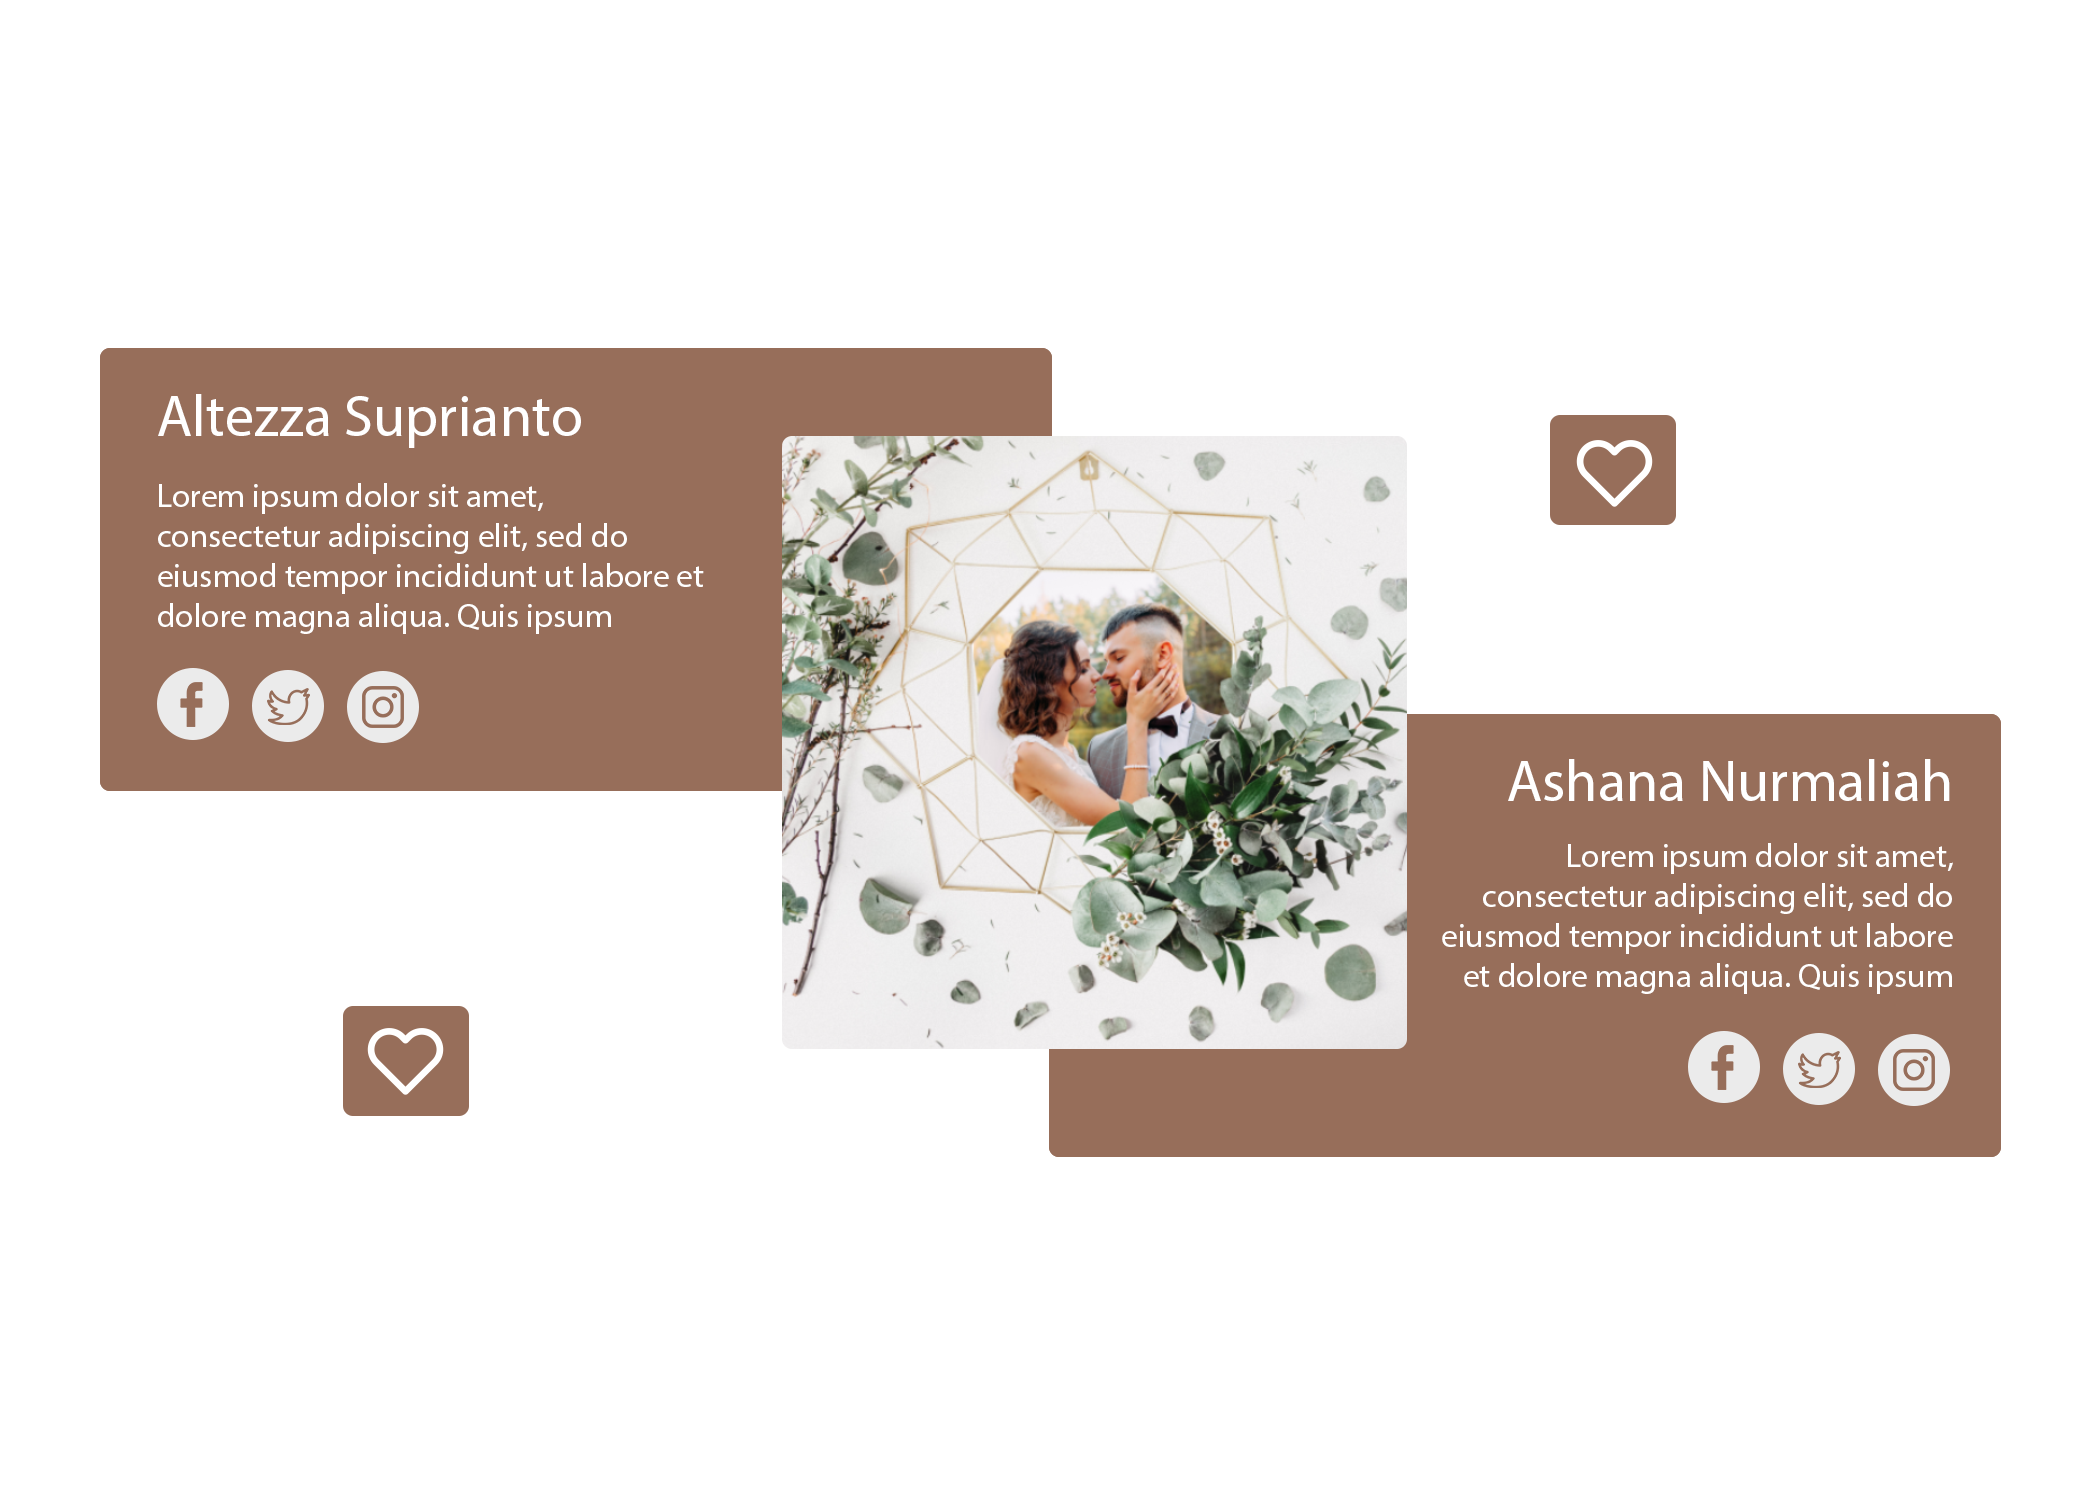 Altezza Suprianto
Lorem ipsum dolor sit amet,
consectetur adipiscing elit, sed do
eiusmod tempor incididunt ut labore et
dolore magna aliqua. Quis ipsum
Ashana Nurmaliah
Lorem ipsum dolor sit amet,
consectetur adipiscing elit, sed do
eiusmod tempor incididunt ut labore
et dolore magna aliqua. Quis ipsum